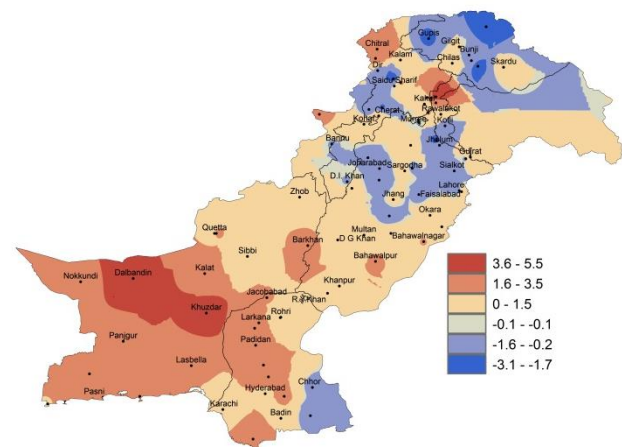 Gupis
Gilgit
Chitral
Bunji
Kalam
Chilas
Skardu
Dir
Saidu Sharif
Kakul
Rawalakot
Cherat
Kohat
Kotli
Bannu
Jhelum
Gujrat
Joharabad
Sargodha
Sialkot
D.I. Khan
Lahore
Zhob
Jhang
Faisalabad
Okara
Quetta
Multan
Barkhan
D G Khan
Bahawalnagar
Sibbi
Bahawalpur
Kalat
Nokkundi
Dalbandin
Khanpur
Jacobabad
Khuzdar
Larkana
Rohri
Panjgur
Padidan
Lasbella
Pasni
Hyderabad
Chhor
Karachi
Badin
3.6 - 5.5
1.6 - 3.5
0 - 1.5
-0.1 - -0.1
-1.6 - -0.2
-3.1 - -1.7